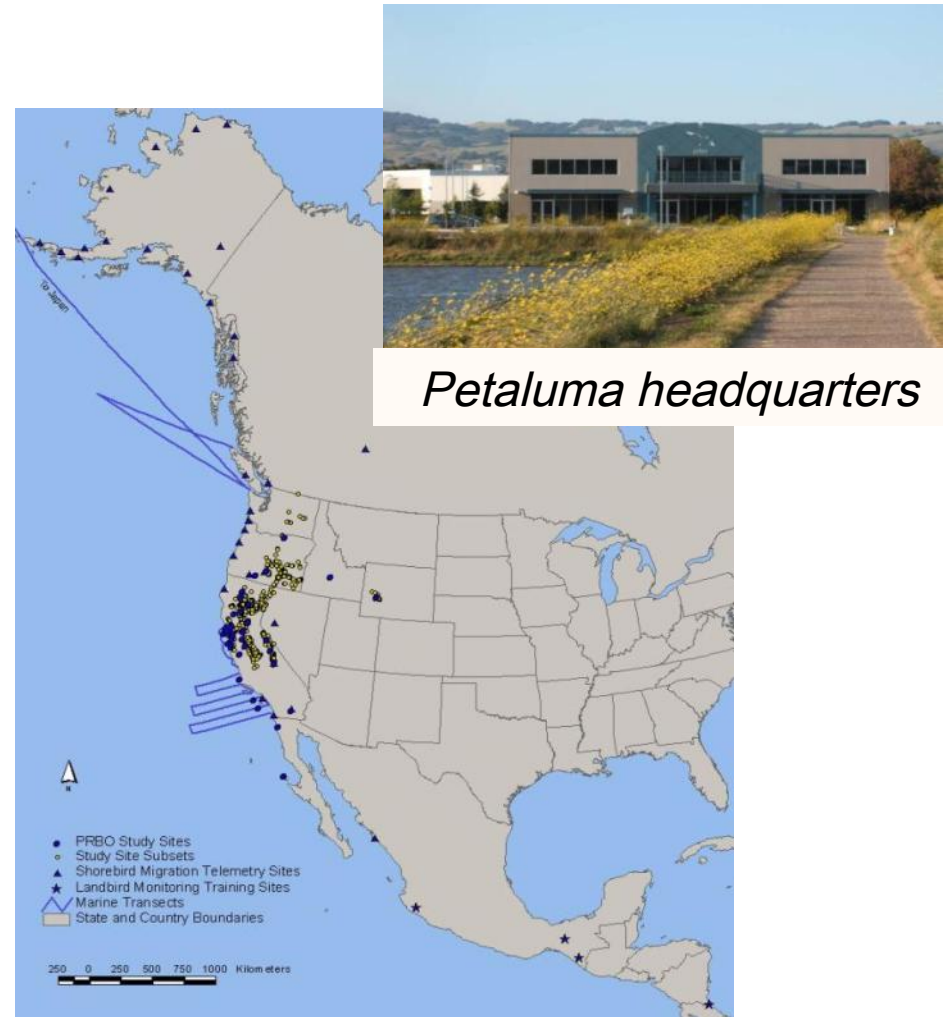 Petaluma headquarters
To Japan
N
PRBO Study Sites
Study Site Subsets
Shorebird Migration Telemetry Sites
Landbird Monitoring Training Sites
Marine Transects
State and Country Boundaries
250 0 250 500 750 1000 Kilometers